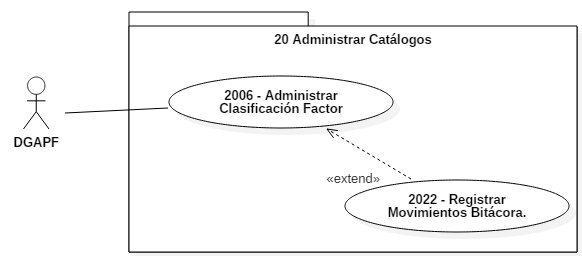 20 Administrar Catálogos
2006 - Administrar
Clasificación Factor
DGAPF
«extend»
2022 - Registrar
Movimientos Bitácora.